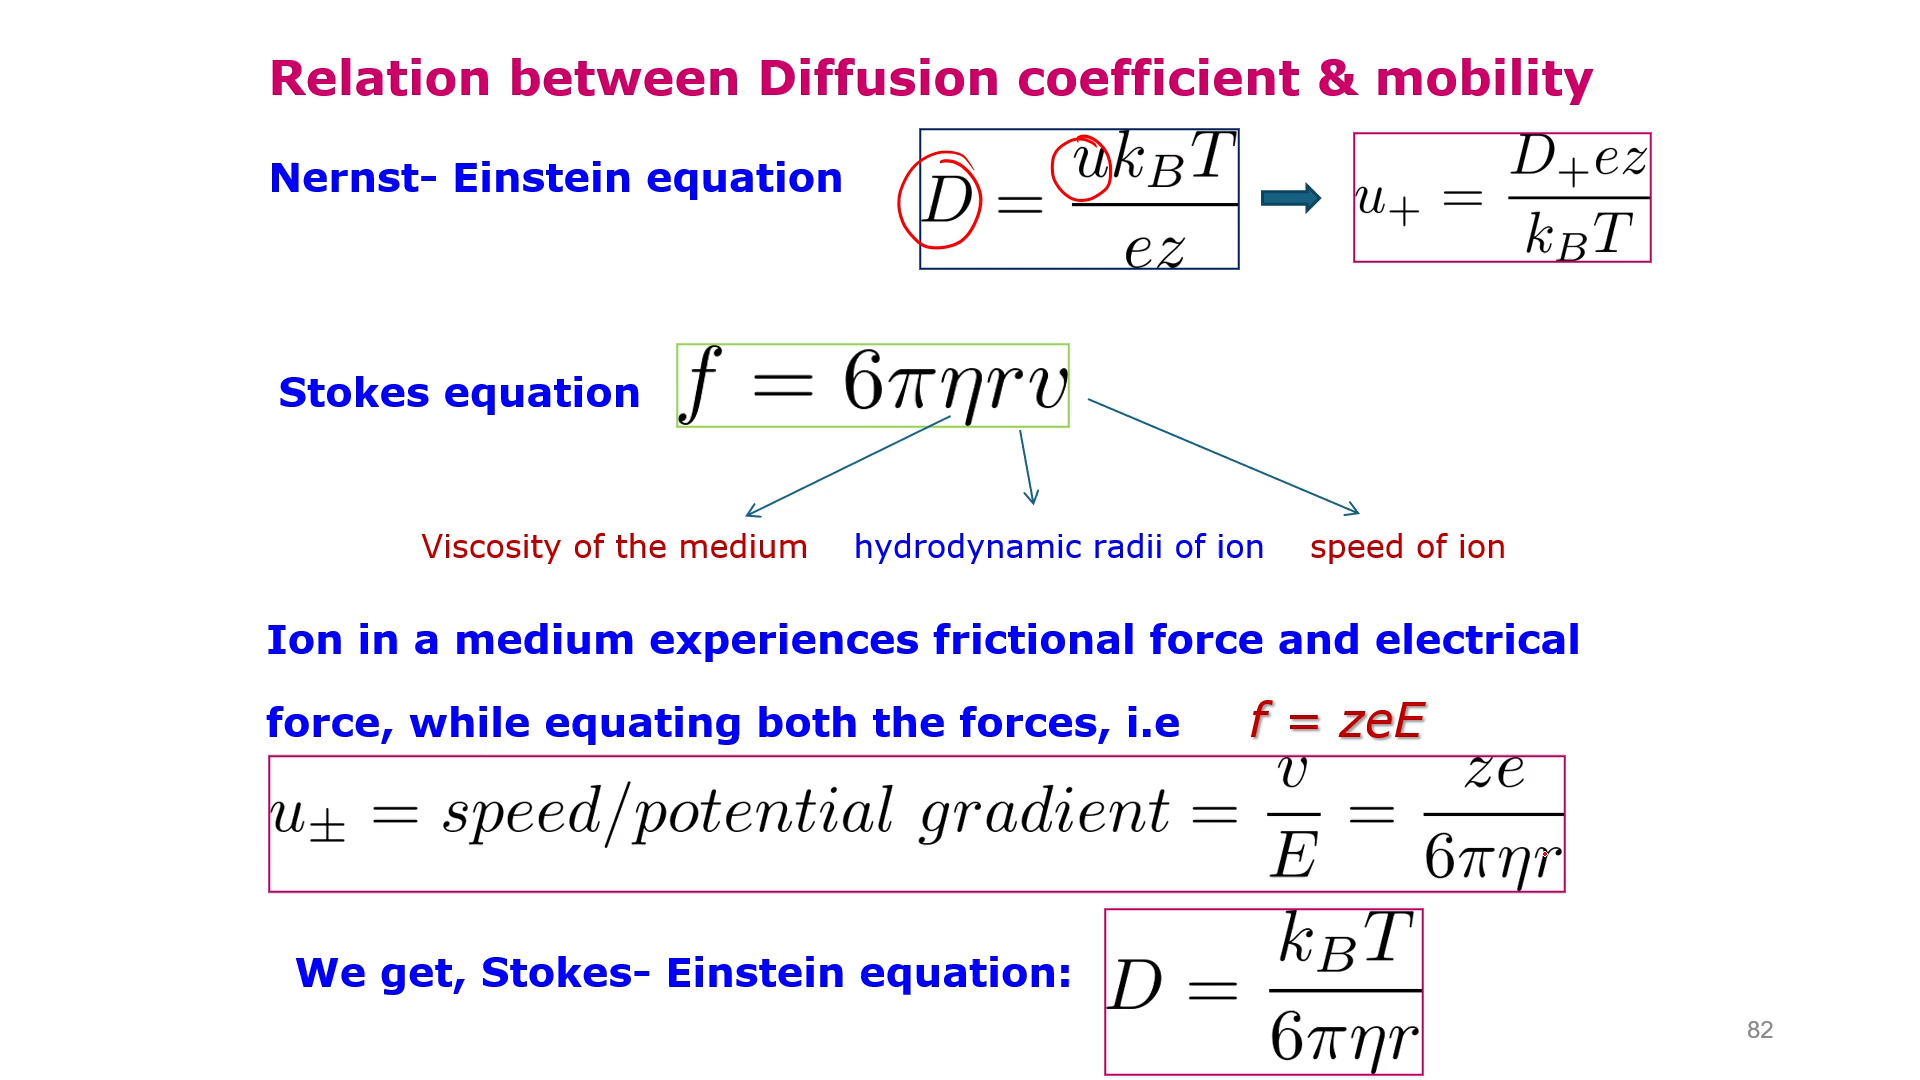 Relation between Diffusion coefficient & mobility
Nernst- Einstein equation D = uk_BT / ez u_+ = D_+ez / k_BT
Stokes equation f = 6πηrv
Viscosity of the medium hydrodynamic radii of ion speed of ion
Ion in a medium experiences frictional force and electrical
force, while equating both the forces, i.e f = zeE
u_± = speed/potential gradient = v / E = ze / 6πηr
We get, Stokes- Einstein equation: D = k_BT / 6πηr
82